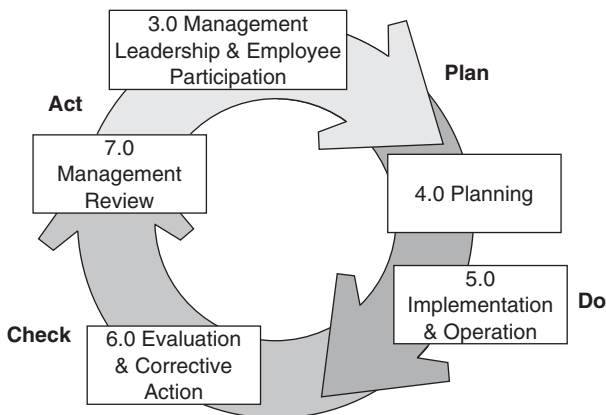 3.0 Management
Leadership & Employee
Participation
Plan
Act
7.0
Management
Review
4.0 Planning
5.0
Implementation
& Operation
Do
Check
6.0 Evaluation
& Corrective
Action